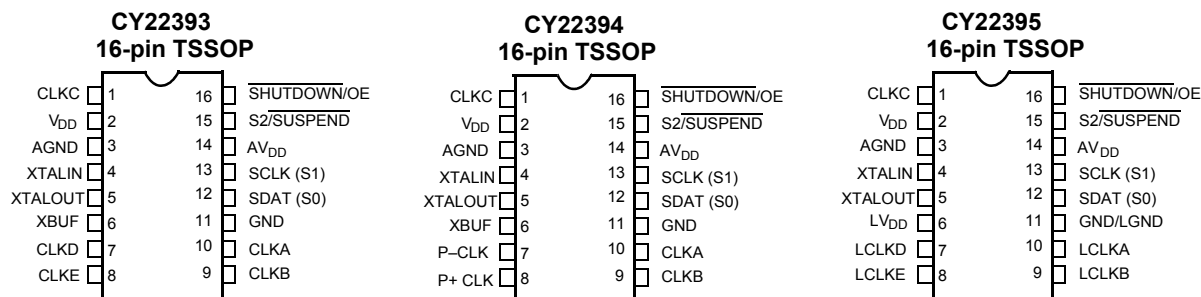 CY22393
16-pin TSSOP
CLKC 1 16 SHUTDOWN/OE
VDD 2 15 S2/SUSPEND
AGND 3 14 AVDD
XTALIN 4 13 SCLK (S1)
XTALOUT 5 12 SDAT (S0)
XBUF 6 11 GND
CLKD 7 10 CLKA
CLKE 8 9 CLKB
CY22394
16-pin TSSOP
CLKC 1 16 SHUTDOWN/OE
VDD 2 15 S2/SUSPEND
AGND 3 14 AVDD
XTALIN 4 13 SCLK (S1)
XTALOUT 5 12 SDAT (S0)
XBUF 6 11 GND
P–CLK 7 10 CLKA
P+ CLK 8 9 CLKB
CY22395
16-pin TSSOP
CLKC 1 16 SHUTDOWN/OE
VDD 2 15 S2/SUSPEND
AGND 3 14 AVDD
XTALIN 4 13 SCLK (S1)
XTALOUT 5 12 SDAT (S0)
LVDD 6 11 GND/LGND
LCLKD 7 10 LCLKA
LCLKE 8 9 LCLKB